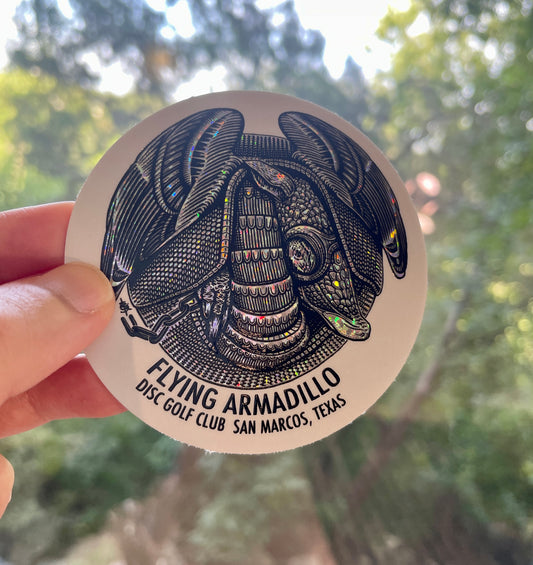 FLYING ARMADILLO
DISC GOLF CLUB SAN MARCOS, TEXAS